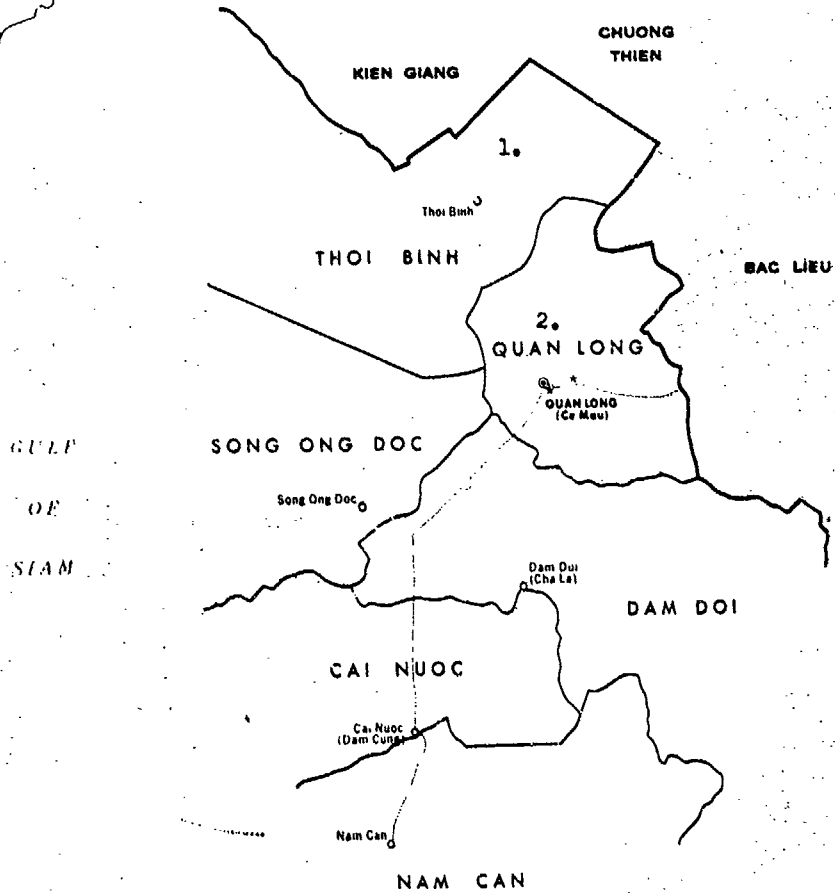 CHUONG
THIEN
KIEN GIANG
1.
Thoi Binh
THOI BINH
BAC LIEU
2.
QUAN LONG
QUAN LONG
(Ca Mau)
GULF
OF
SIAM
SONG ONG DOC
Song Ong Doc
Dam Dui
(Cha La)
DAM DOI
CAI NUOC
Cai Nuoc
(Dam Cung)
Nam Can
NAM CAN